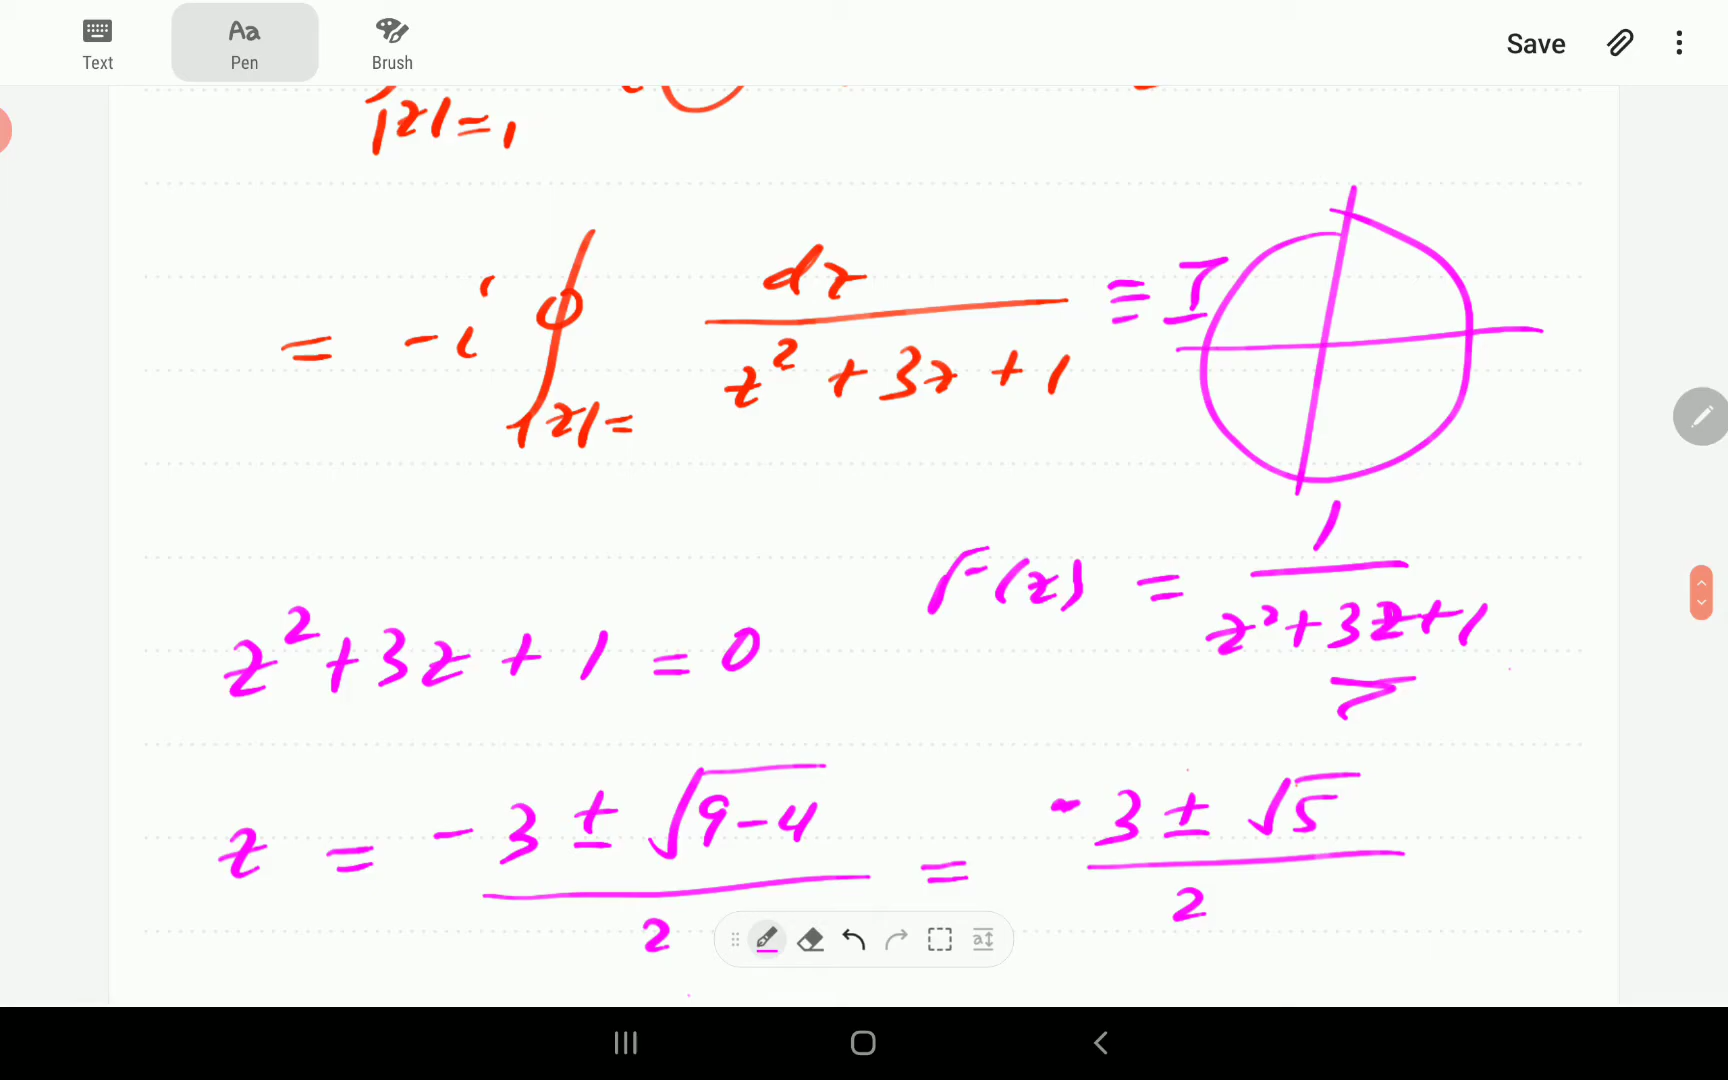 Text Pen Brush Save
|z|=1
= -i ∮ dz / (z² + 3z + 1) ≡ I
|z|=
F(z) = 1 / (z²+3z+1)
z²+3z+1=0
z = (-3 ± √(9-4)) / 2 = (-3 ± √5) / 2